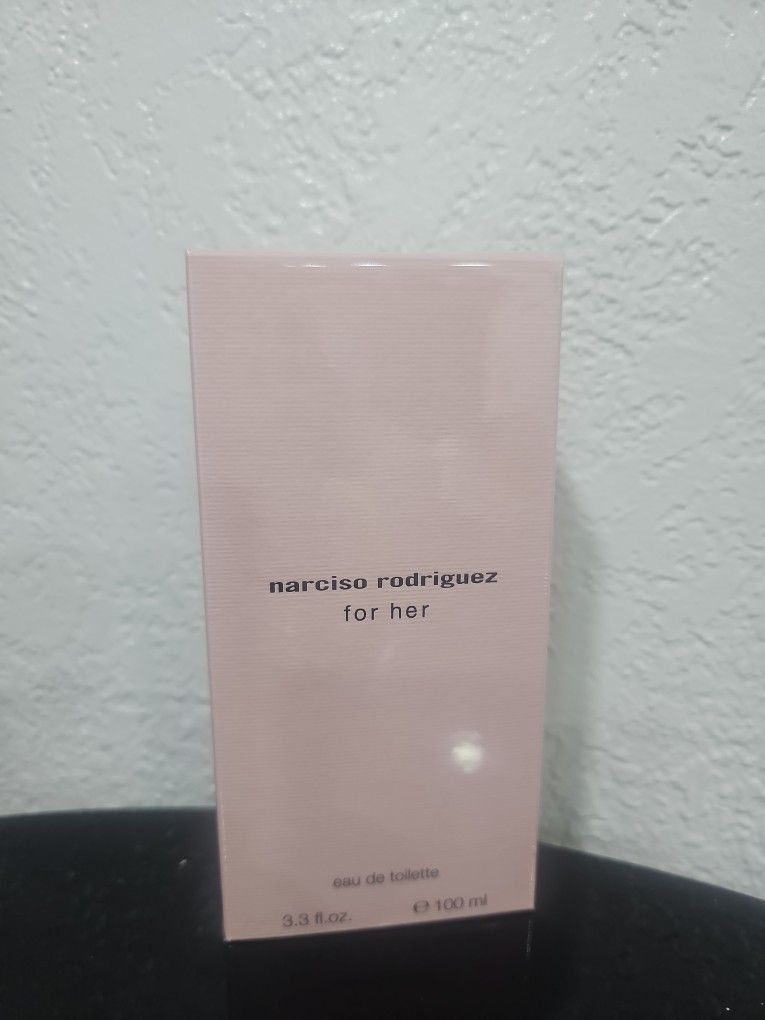 narciso rodriguez
for her
eau de toilette
3.3 fl.oz. ℮ 100 ml